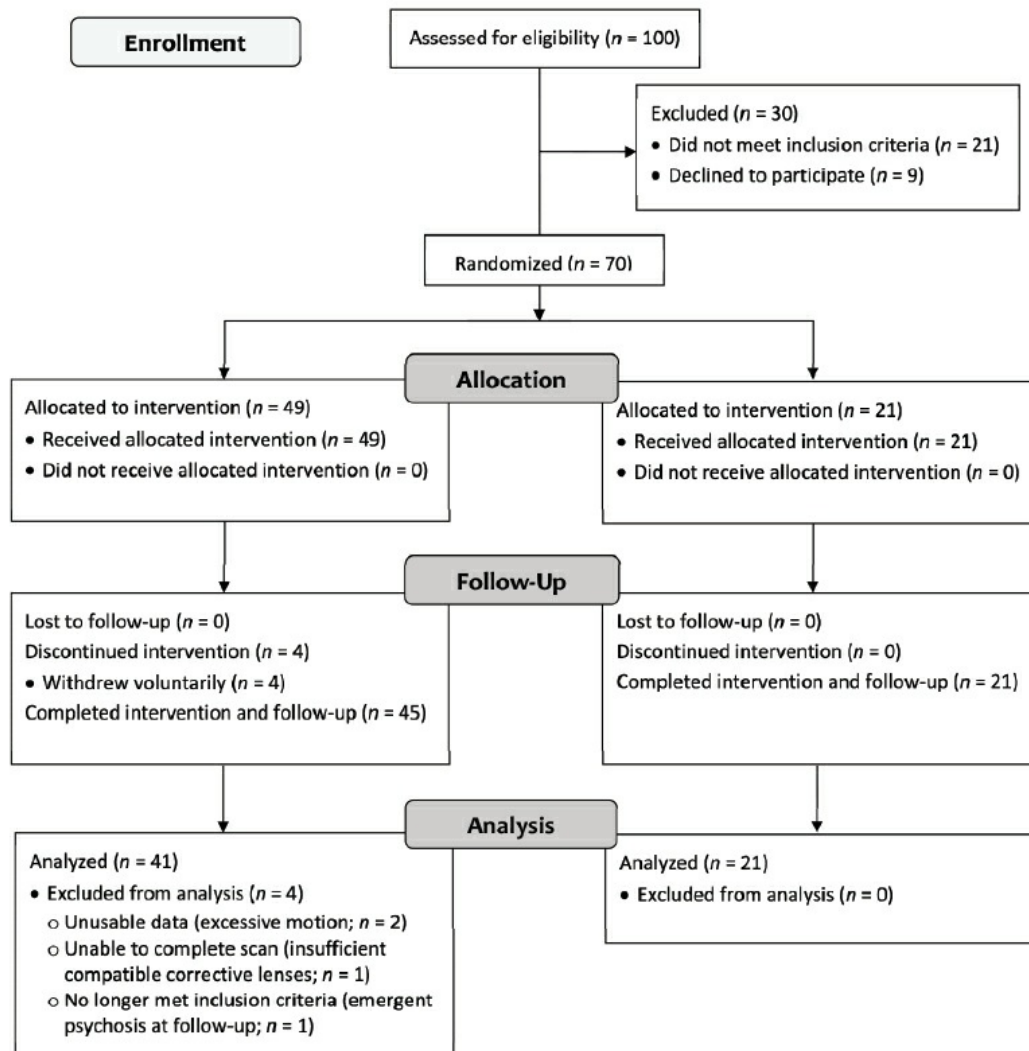 Enrollment
Assessed for eligibility (n = 100)
Excluded (n = 30)
• Did not meet inclusion criteria (n = 21)
• Declined to participate (n = 9)
Randomized (n = 70)
Allocation
Allocated to intervention (n = 49)
• Received allocated intervention (n = 49)
• Did not receive allocated intervention (n = 0)
Allocated to intervention (n = 21)
• Received allocated intervention (n = 21)
• Did not receive allocated intervention (n = 0)
Follow-Up
Lost to follow-up (n = 0)
Discontinued intervention (n = 4)
• Withdrew voluntarily (n = 4)
Completed intervention and follow-up (n = 45)
Lost to follow-up (n = 0)
Discontinued intervention (n = 0)
Completed intervention and follow-up (n = 21)
Analysis
Analyzed (n = 41)
• Excluded from analysis (n = 4)
o Unusable data (excessive motion; n = 2)
o Unable to complete scan (insufficient
compatible corrective lenses; n = 1)
o No longer met inclusion criteria (emergent
psychosis at follow-up; n = 1)
Analyzed (n = 21)
• Excluded from analysis (n = 0)